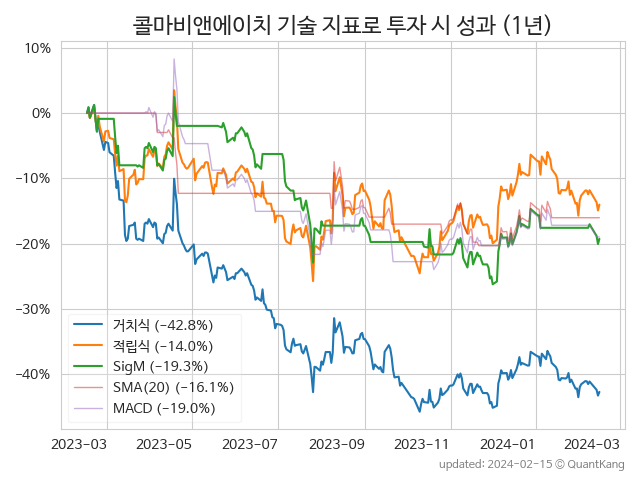 콜마비앤에이치 기술 지표로 투자 시 성과 (1년)
10%
0%
−10%
−20%
−30%
−40%
거치식 (−42.8%)
적립식 (−14.0%)
SigM (−19.3%)
SMA(20) (−16.1%)
MACD (−19.0%)
2023−03 2023−05 2023−07 2023−09 2023−11 2024−01 2024−03
updated: 2024−02−15 © QuantKang